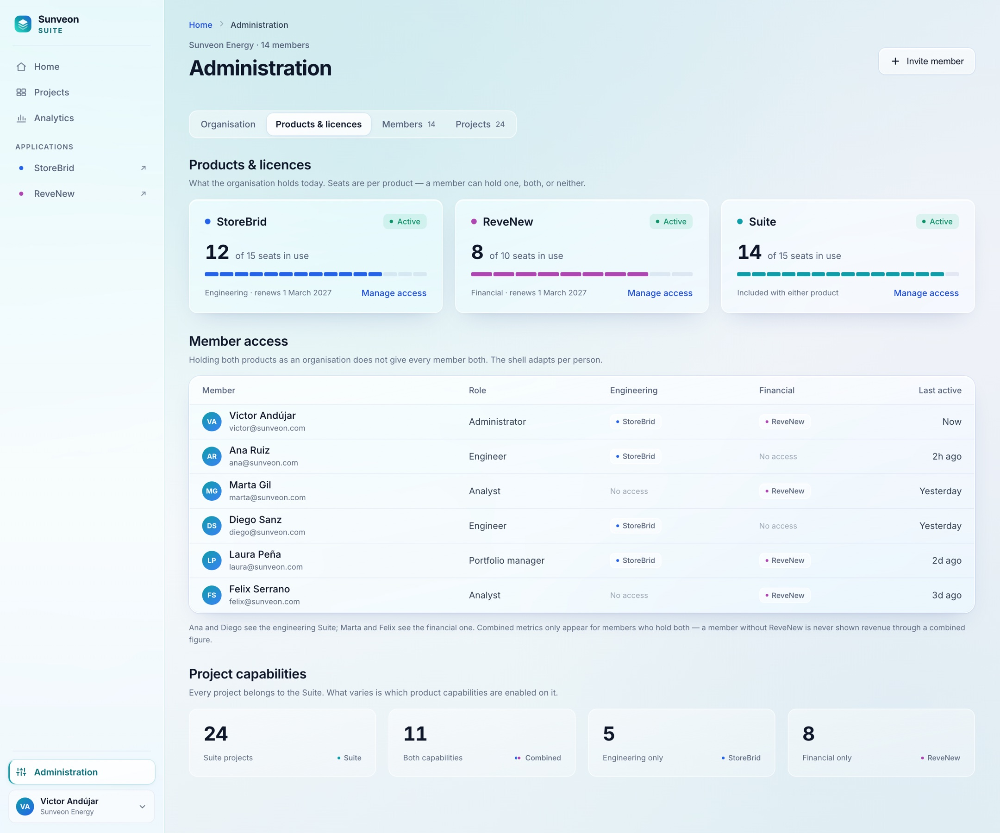 Sunveon
SUITE
Home
Projects
Analytics
APPLICATIONS
StoreBrid
ReveNew
Administration
VA
Victor Andújar
Sunveon Energy
Home
Administration
Sunveon Energy · 14 members
Administration
Invite member
Organisation
Products & licences
Members 14
Projects 24
Products & licences
What the organisation holds today. Seats are per product — a member can hold one, both, or neither.
StoreBrid
Active
12 of 15 seats in use
Engineering · renews 1 March 2027
Manage access
ReveNew
Active
8 of 10 seats in use
Financial · renews 1 March 2027
Manage access
Suite
Active
14 of 15 seats in use
Included with either product
Manage access
Member access
Holding both products as an organisation does not give every member both. The shell adapts per person.
Member Role Engineering Financial Last active
VA Victor Andújar Administrator StoreBrid ReveNew Now
victor@sunveon.com
AR Ana Ruiz Engineer StoreBrid No access 2h ago
ana@sunveon.com
MG Marta Gil Analyst No access ReveNew Yesterday
marta@sunveon.com
DS Diego Sanz Engineer StoreBrid No access Yesterday
diego@sunveon.com
LP Laura Peña Portfolio manager StoreBrid ReveNew 2d ago
laura@sunveon.com
FS Felix Serrano Analyst No access ReveNew 3d ago
felix@sunveon.com
Ana and Diego see the engineering Suite; Marta and Felix see the financial one. Combined metrics only appear for members who hold both — a member without ReveNew is never shown revenue through a combined
figure.
Project capabilities
Every project belongs to the Suite. What varies is which product capabilities are enabled on it.
24
Suite projects
Suite
11
Both capabilities
Combined
5
Engineering only
StoreBrid
8
Financial only
ReveNew